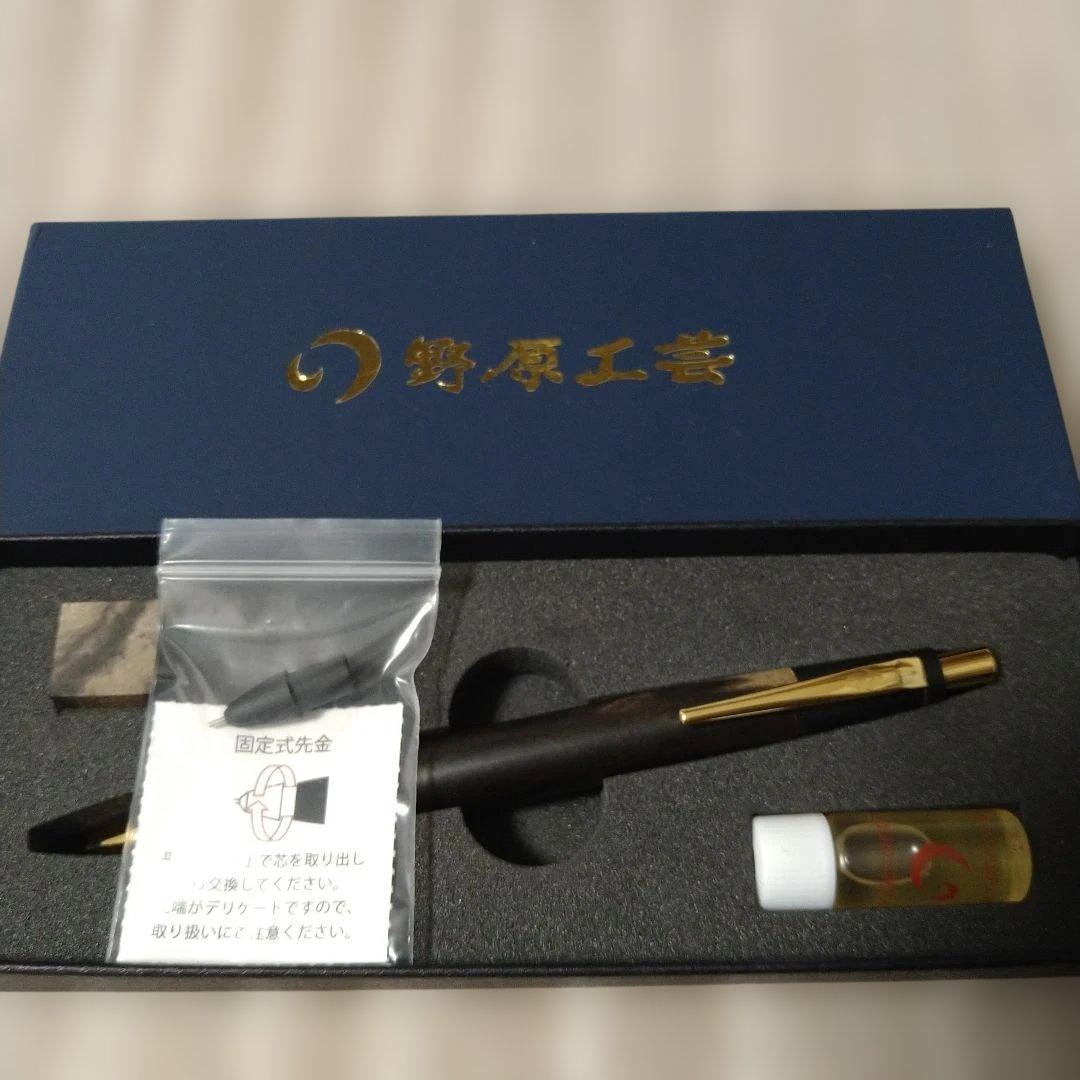 野原工芸
固定式先金
で芯を取り出し
交換してください。
がデリケートですので、
取り扱いにご注意ください。